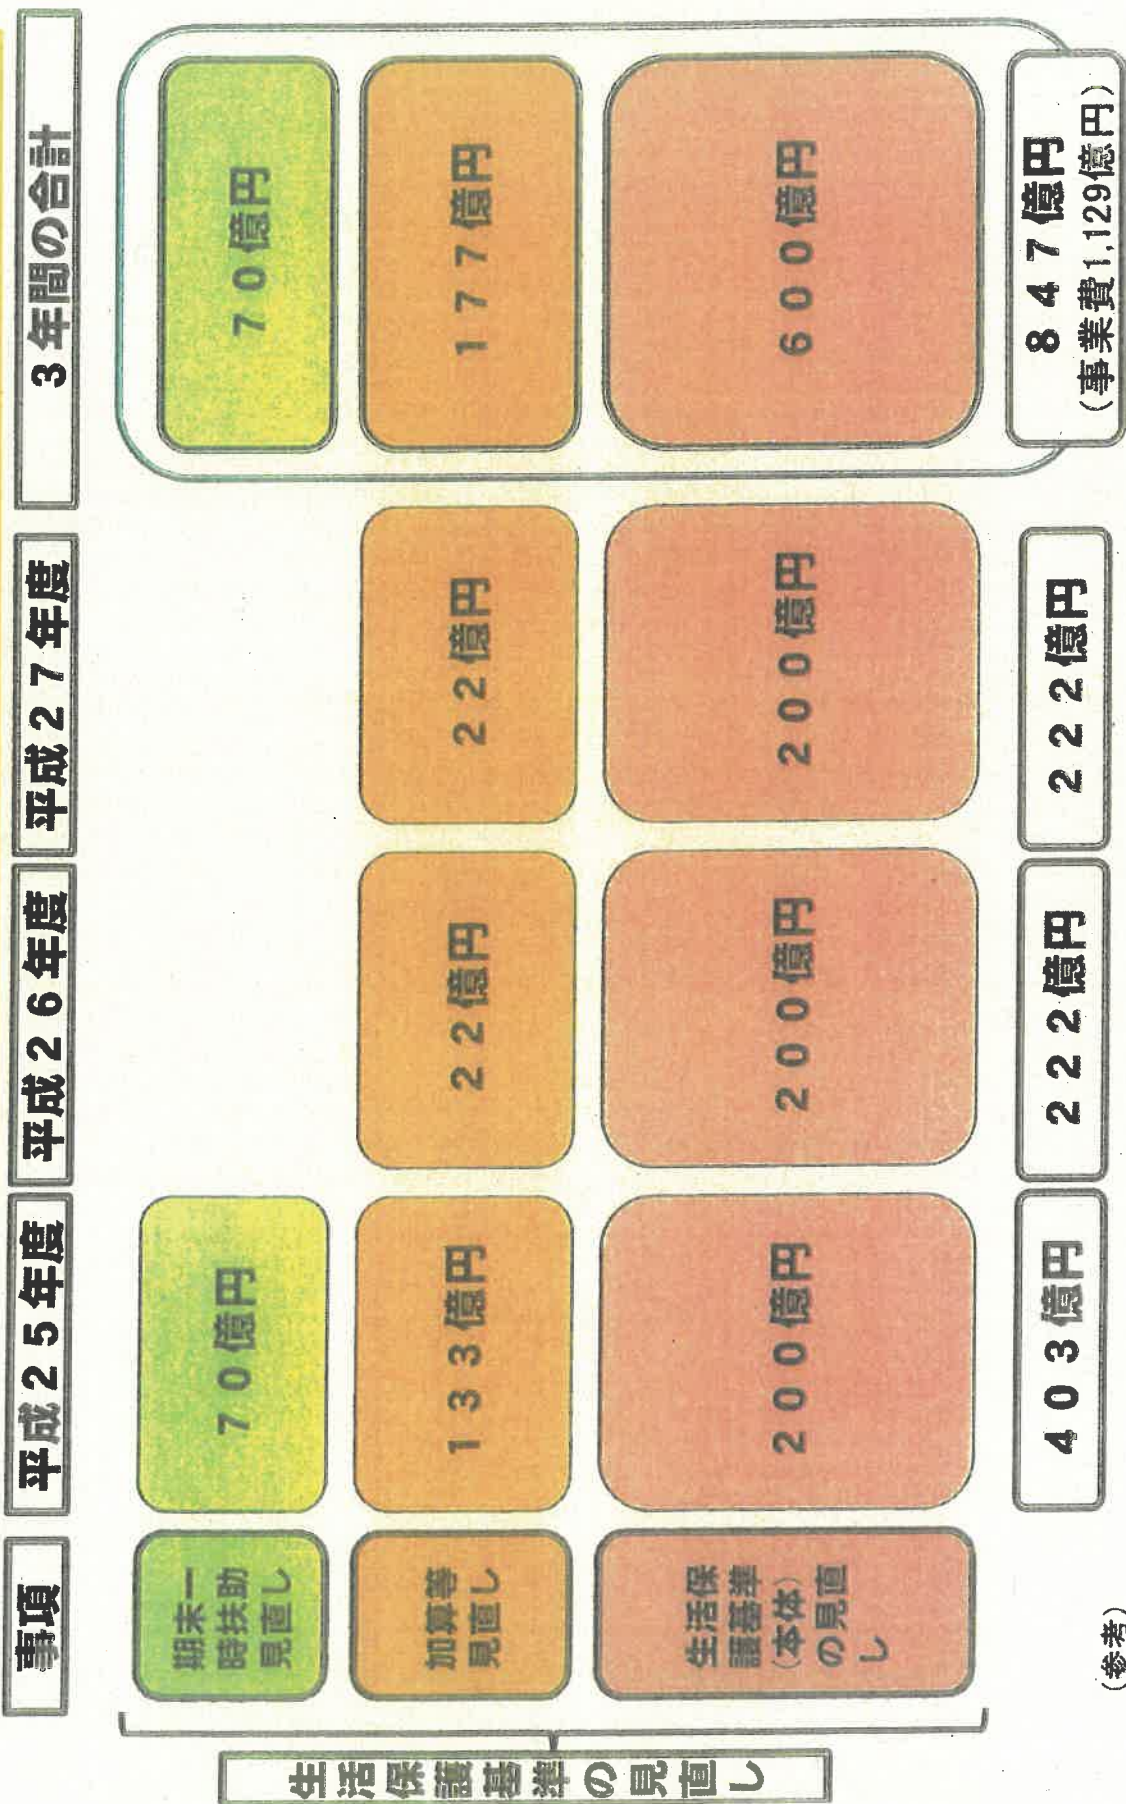 事項
平成25年度
平成26年度
平成27年度
3年間の合計
生活保護基準の見直し
期末一
時扶助
見直し
70億円
70億円
加算等
見直し
133億円
22億円
22億円
177億円
生活保
護基準
(本体)
の見直
し
200億円
200億円
200億円
600億円
403億円
222億円
222億円
847億円
(事業費1,129億円)
(参考)